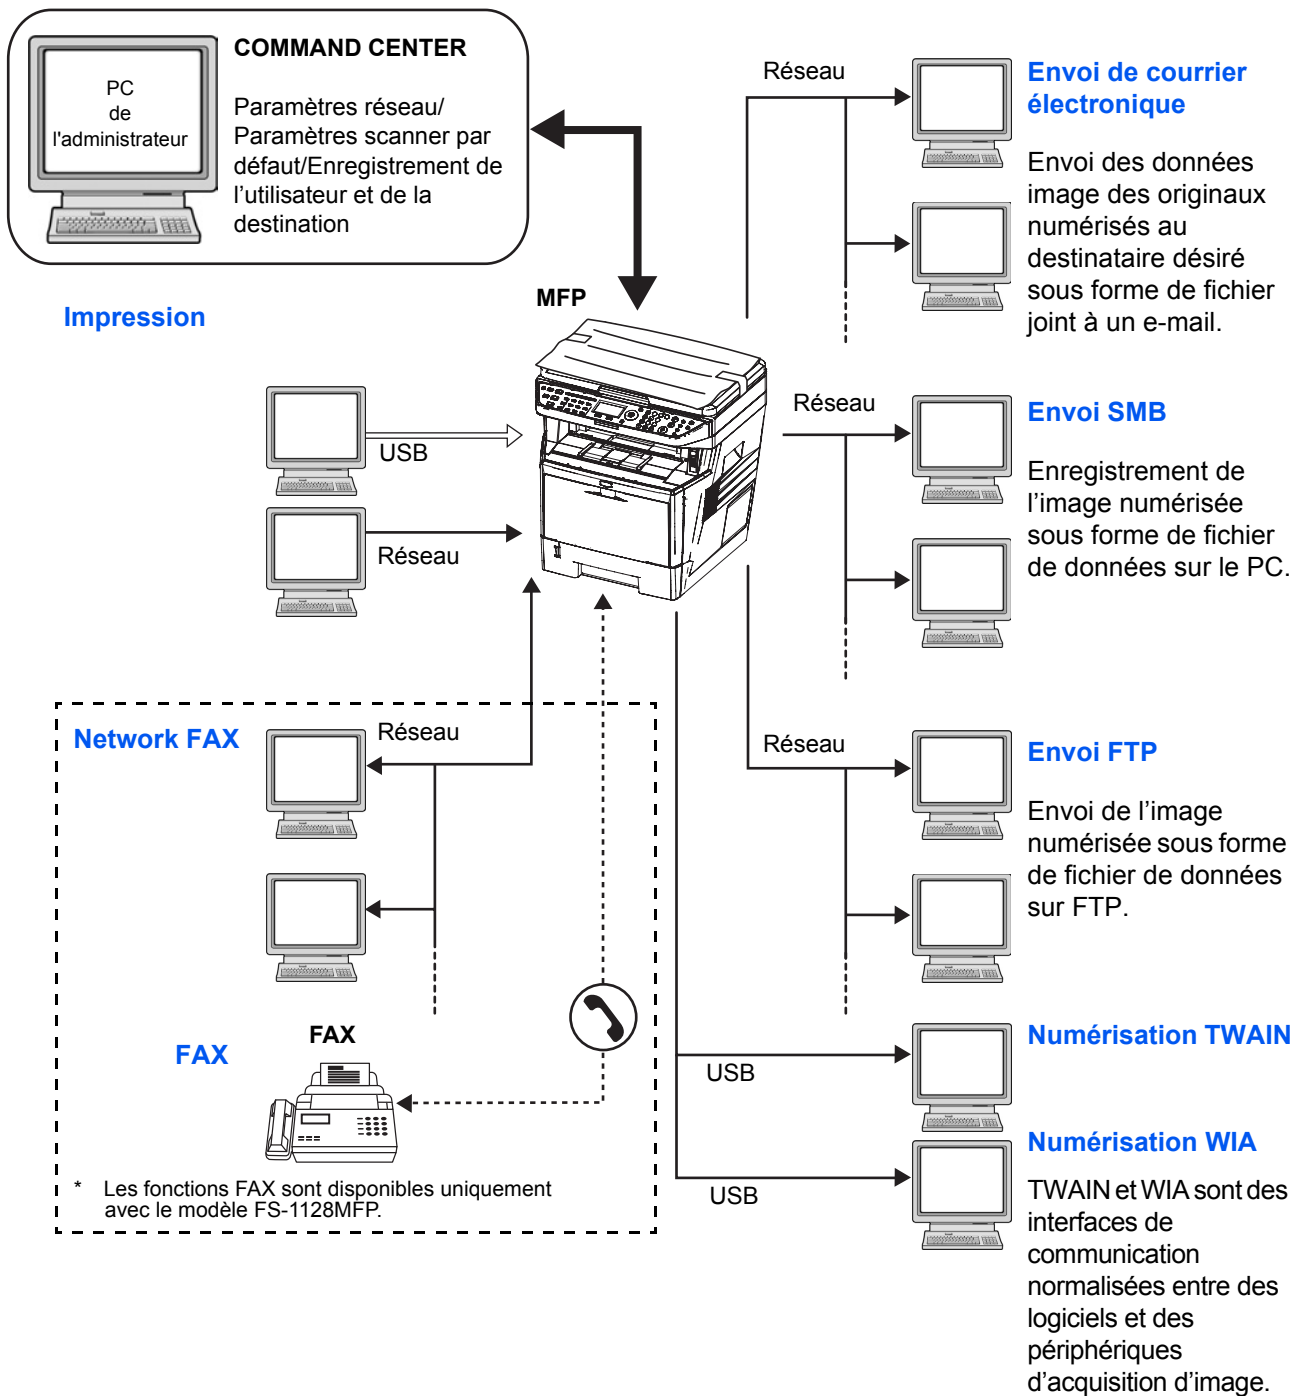 COMMAND CENTER
PC
de
l'administrateur
Paramètres réseau/
Paramètres scanner par
défaut/Enregistrement de
l’utilisateur et de la
destination
Réseau
Envoi de courrier
électronique
Envoi des données
image des originaux
numérisés au
destinataire désiré
sous forme de fichier
joint à un e-mail.
MFP
Impression
USB
Réseau
Réseau
Envoi SMB
Enregistrement de
l’image numérisée
sous forme de fichier
de données sur le PC.
Network FAX
Réseau
Réseau
Envoi FTP
Envoi de l’image
numérisée sous forme
de fichier de données
sur FTP.
FAX
FAX
* Les fonctions FAX sont disponibles uniquement
avec le modèle FS-1128MFP.
USB
Numérisation TWAIN
USB
Numérisation WIA
TWAIN et WIA sont des
interfaces de
communication
normalisées entre des
logiciels et des
périphériques
d’acquisition d’image.